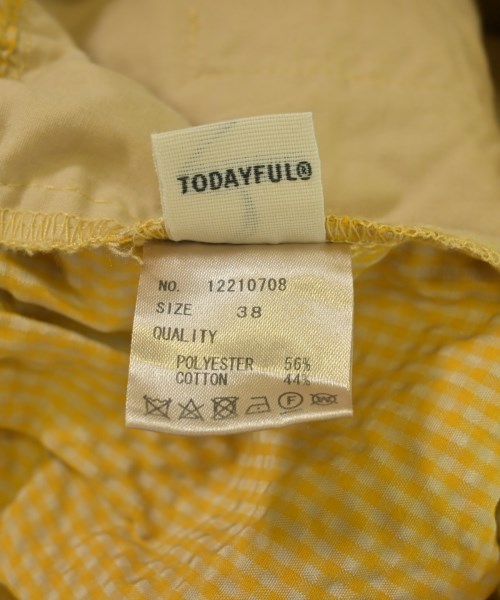 TODAYFUL®
NO. 12210708
SIZE 38
QUALITY
POLYESTER 56%
COTTON 44%
F